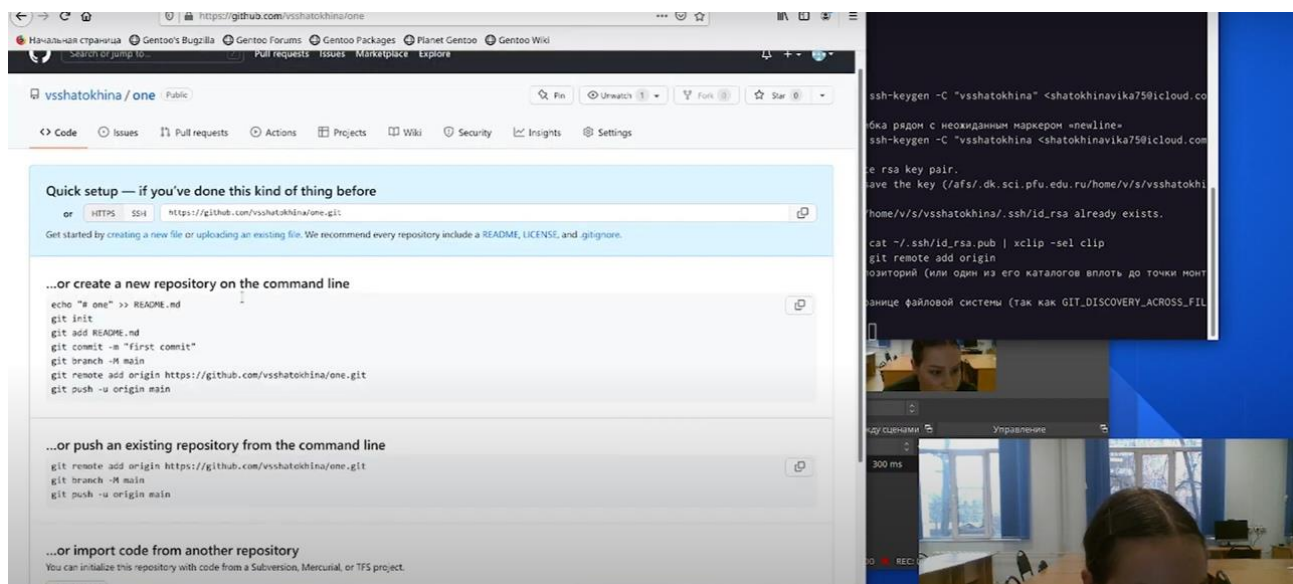 https://github.com/vsshatokhina/one
Начальная страница Gentoo's Bugzilla Gentoo Forums Gentoo Packages Planet Gentoo Gentoo Wiki
Search or jump to... Pull requests Issues Marketplace Explore
vsshatokhina / one Public
Pin Unwatch 1 Fork 0 Star 0
<> Code Issues Pull requests Actions Projects Wiki Security Insights Settings
Quick setup — if you've done this kind of thing before
or HTTPS SSH https://github.com/vsshatokhina/one.git
Get started by creating a new file or uploading an existing file. We recommend every repository include a README, LICENSE, and .gitignore.
...or create a new repository on the command line
echo "# one" >> README.md
git init
git add README.md
git commit -m "first commit"
git branch -M main
git remote add origin https://github.com/vsshatokhina/one.git
git push -u origin main
...or push an existing repository from the command line
git remote add origin https://github.com/vsshatokhina/one.git
git branch -M main
git push -u origin main
...or import code from another repository
You can initialize this repository with code from a Subversion, Mercurial, or TFS project.
ssh-keygen -C "vsshatokhina" <shatokhinavika75@icloud.co
бка рядом с неожиданным маркером «newline»
ssh-keygen -C "vsshatokhina <shatokhinavika75@icloud.com
e rsa key pair.
ave the key (/afs/.dk.sci.pfu.edu.ru/home/v/s/vsshatokhi
home/v/s/vsshatokhina/.ssh/id_rsa already exists.
cat ~/.ssh/id_rsa.pub | xclip -sel clip
git remote add origin
позиторий (или один из его каталогов вплоть до точки монт
ранице файловой системы (так как GIT_DISCOVERY_ACROSS_FIL
жду сценами Управление
300 ms
REC: